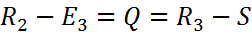 R₂ − E₃ = Q = R₃ − S